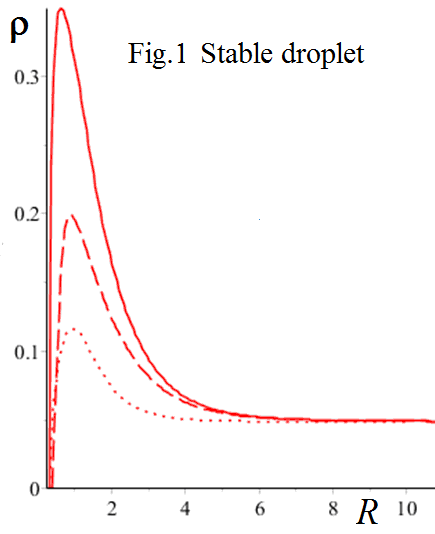 ρ
Fig.1 Stable droplet
0.3
0.2
0.1
0
2 4 6 8 R 10